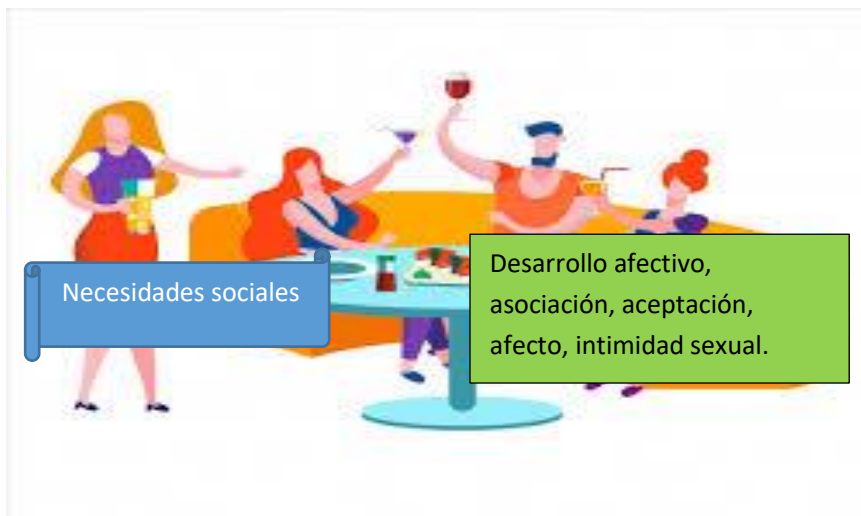 Necesidades sociales
Desarrollo afectivo,
asociación, aceptación,
afecto, intimidad sexual.